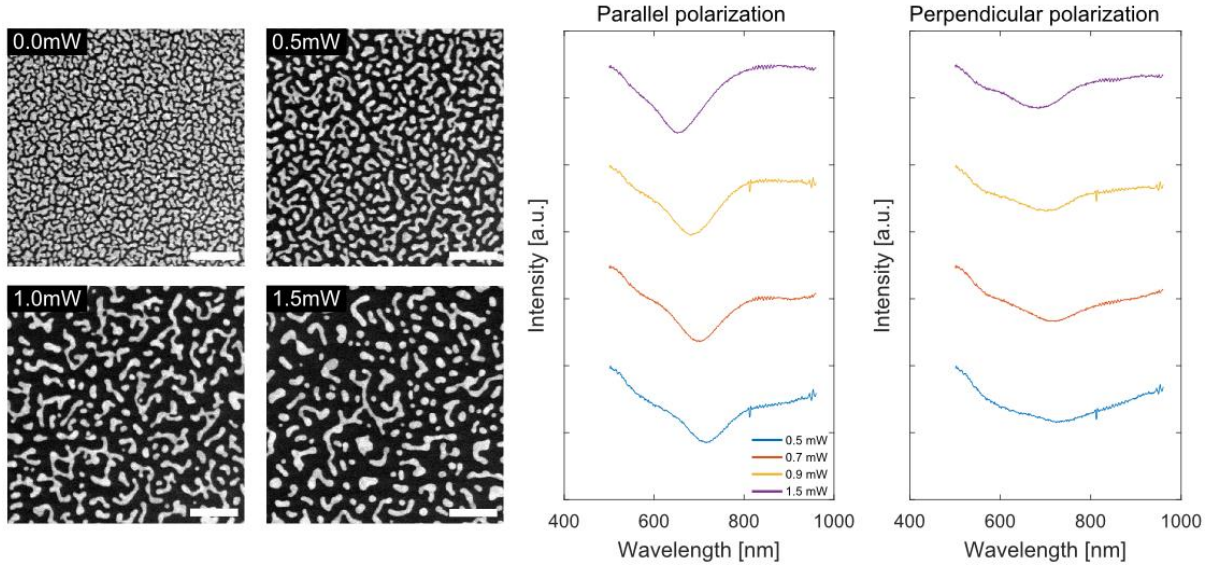 0.0mW
0.5mW
1.0mW
1.5mW
Parallel polarization
Intensity [a.u.]
0.5 mW
0.7 mW
0.9 mW
1.5 mW
400 600 800 1000
Wavelength [nm]
Perpendicular polarization
Intensity [a.u.]
400 600 800 1000
Wavelength [nm]